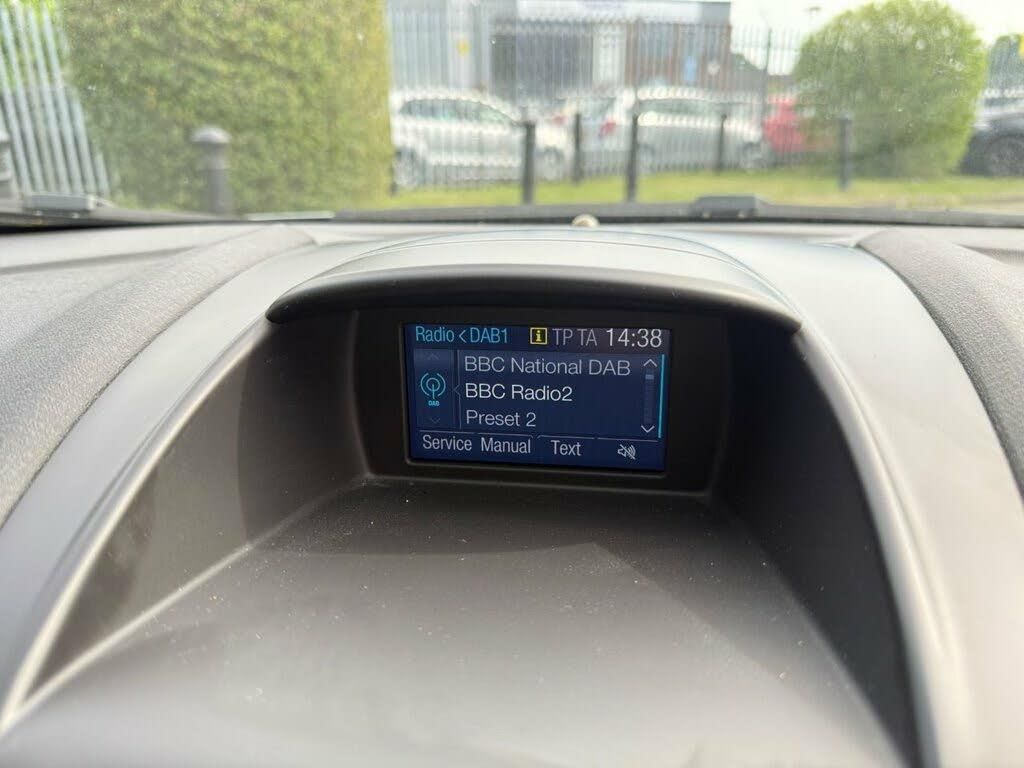 Radio < DAB1 i TP TA 14:38
BBC National DAB
DAB
BBC Radio2
Preset 2
Service Manual Text